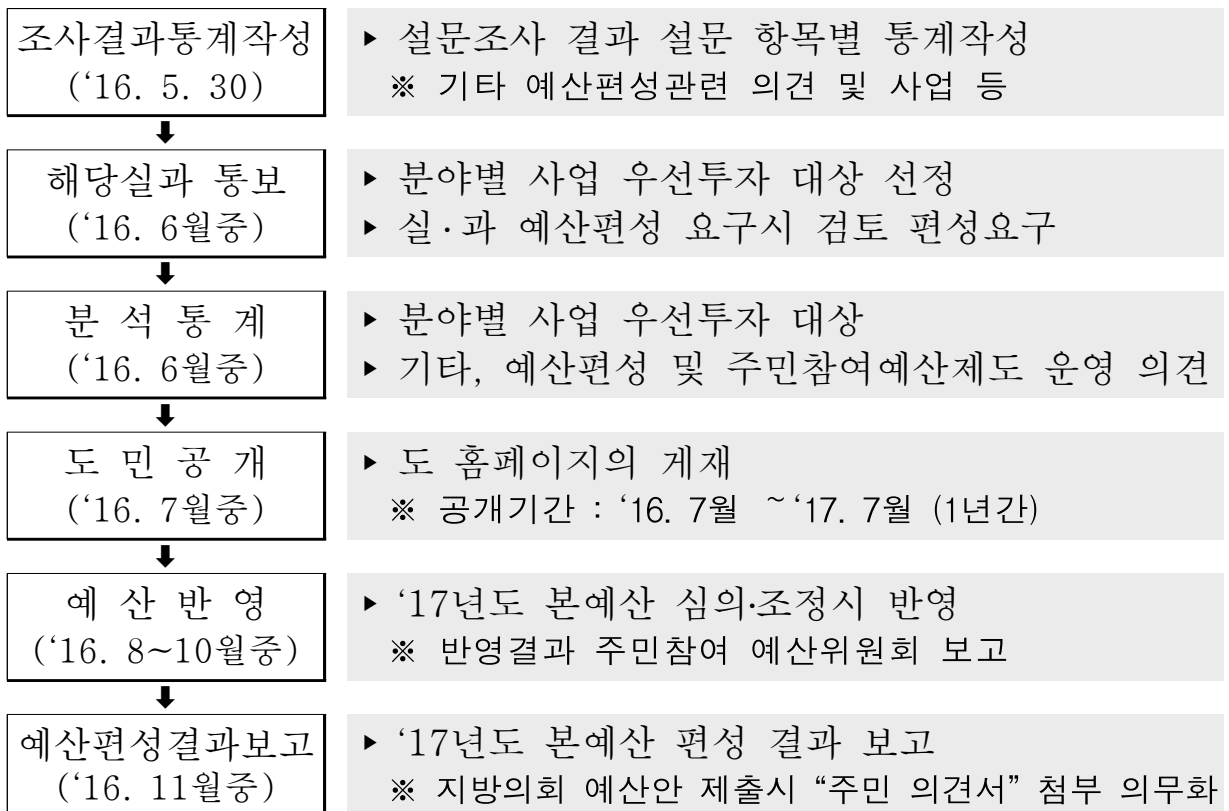 조사결과통계작성
(‘16. 5. 30)
▸ 설문조사 결과 설문 항목별 통계작성
※ 기타 예산편성관련 의견 및 사업 등
⬇
해당실과 통보
(‘16. 6월중)
▸ 분야별 사업 우선투자 대상 선정
▸ 실·과 예산편성 요구시 검토 편성요구
⬇
분 석 통 계
(‘16. 6월중)
▸ 분야별 사업 우선투자 대상
▸ 기타, 예산편성 및 주민참여예산제도 운영 의견
⬇
도 민 공 개
(‘16. 7월중)
▸ 도 홈페이지의 게재
※ 공개기간 : ‘16. 7월 ~‘17. 7월 (1년간)
⬇
예 산 반 영
(‘16. 8~10월중)
▸ ‘17년도 본예산 심의·조정시 반영
※ 반영결과 주민참여 예산위원회 보고
⬇
예산편성결과보고
(‘16. 11월중)
▸ ‘17년도 본예산 편성 결과 보고
※ 지방의회 예산안 제출시 “주민 의견서” 첨부 의무화